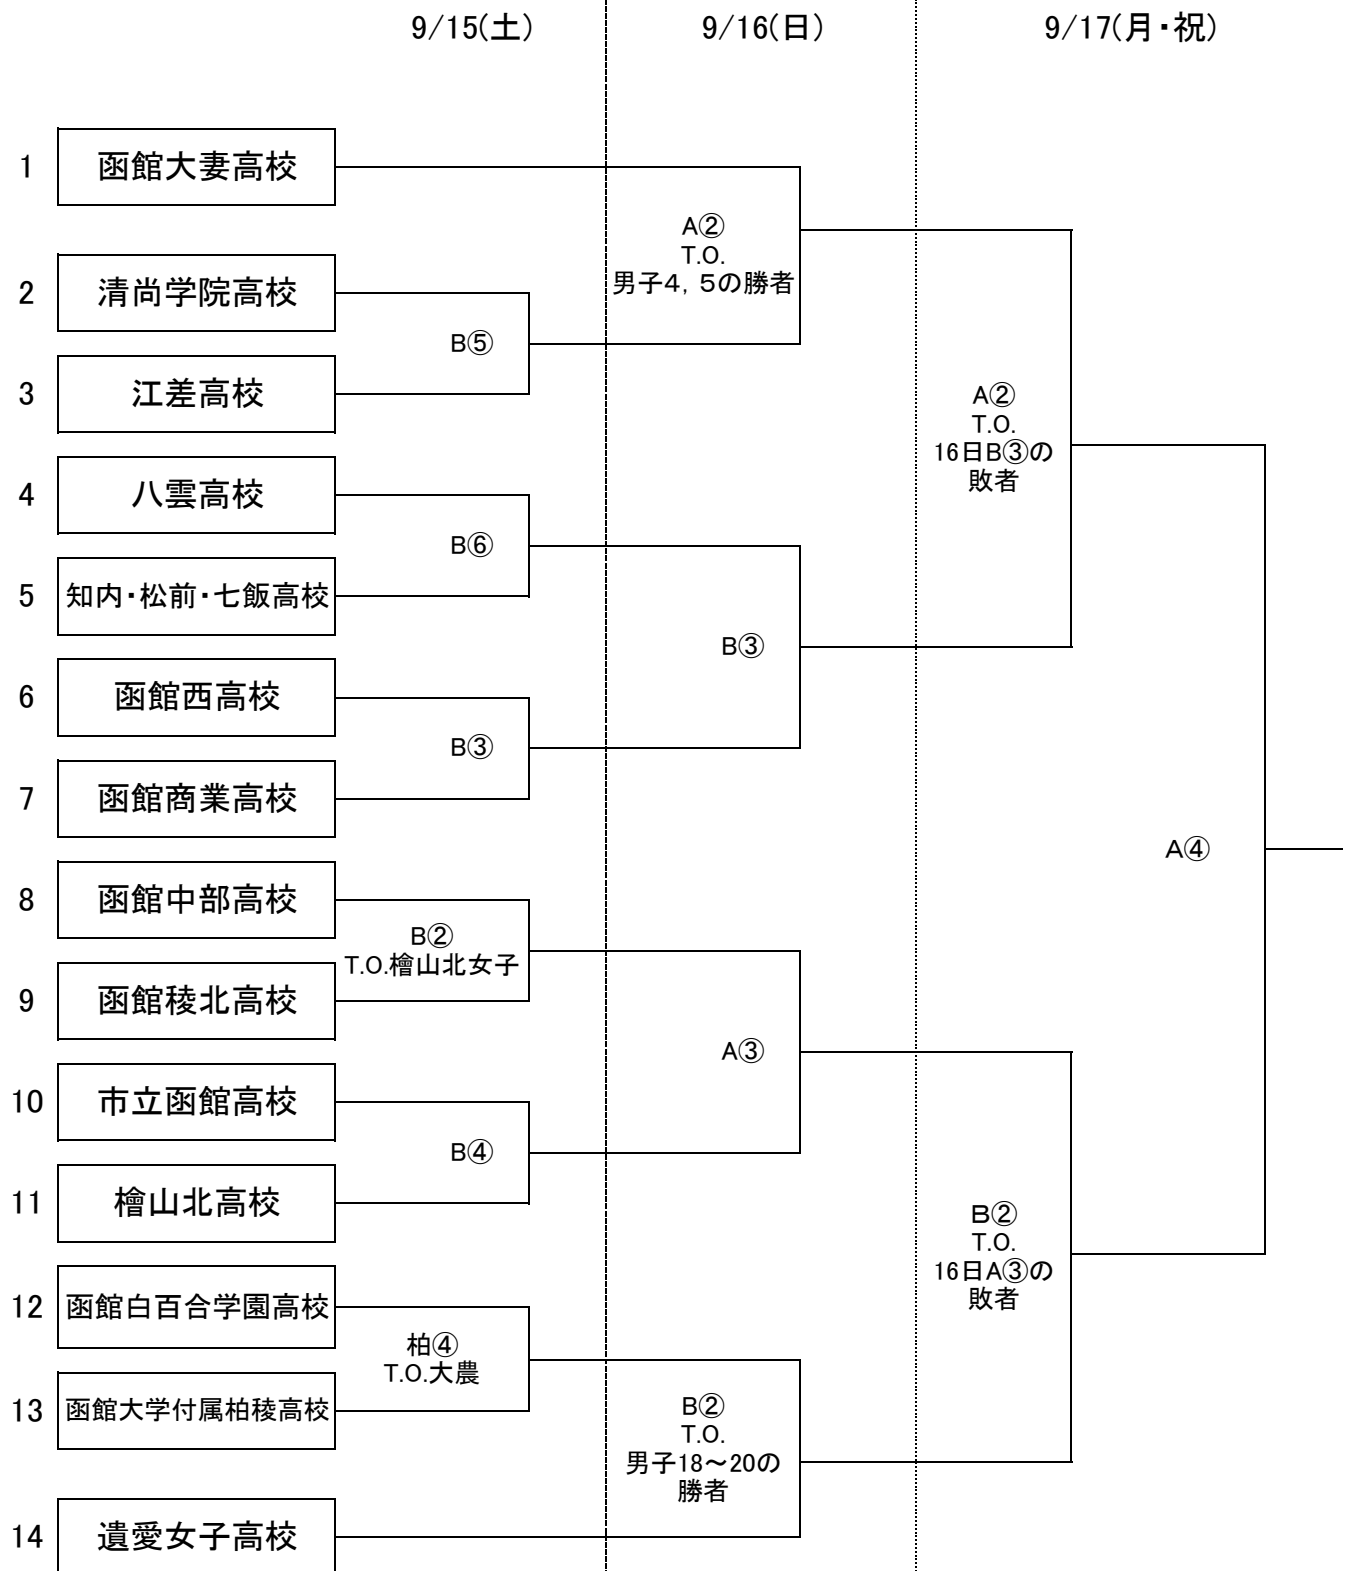 9/15(土)
9/16(日)
9/17(月・祝)
1 函館大妻高校
A②
T.O.
男子4，5の勝者
2 清尚学院高校
B⑤
3 江差高校
A②
T.O.
16日B③の
敗者
4 八雲高校
B⑥
5 知内・松前・七飯高校
B③
6 函館西高校
B③
7 函館商業高校
A④
8 函館中部高校
B②
T.O.檜山北女子
9 函館稜北高校
A③
10 市立函館高校
B④
11 檜山北高校
B②
T.O.
16日A③の
敗者
12 函館白百合学園高校
柏④
T.O.大農
13 函館大学付属柏稜高校
B②
T.O.
男子18～20の
勝者
14 遺愛女子高校